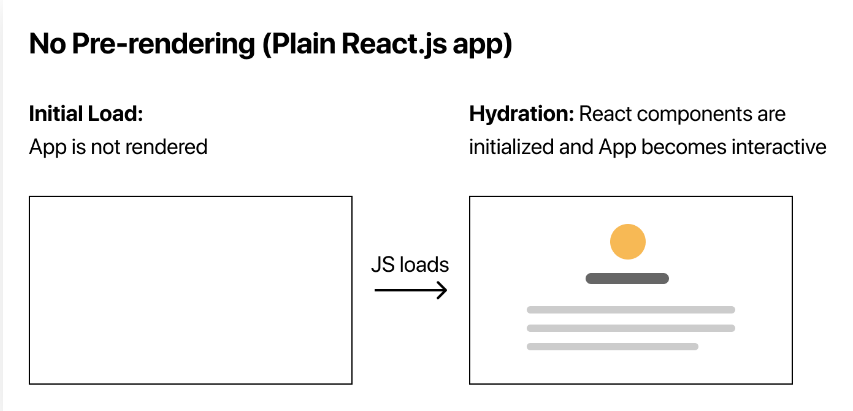 No Pre-rendering (Plain React.js app)
Initial Load:
App is not rendered
Hydration: React components are
initialized and App becomes interactive
JS loads